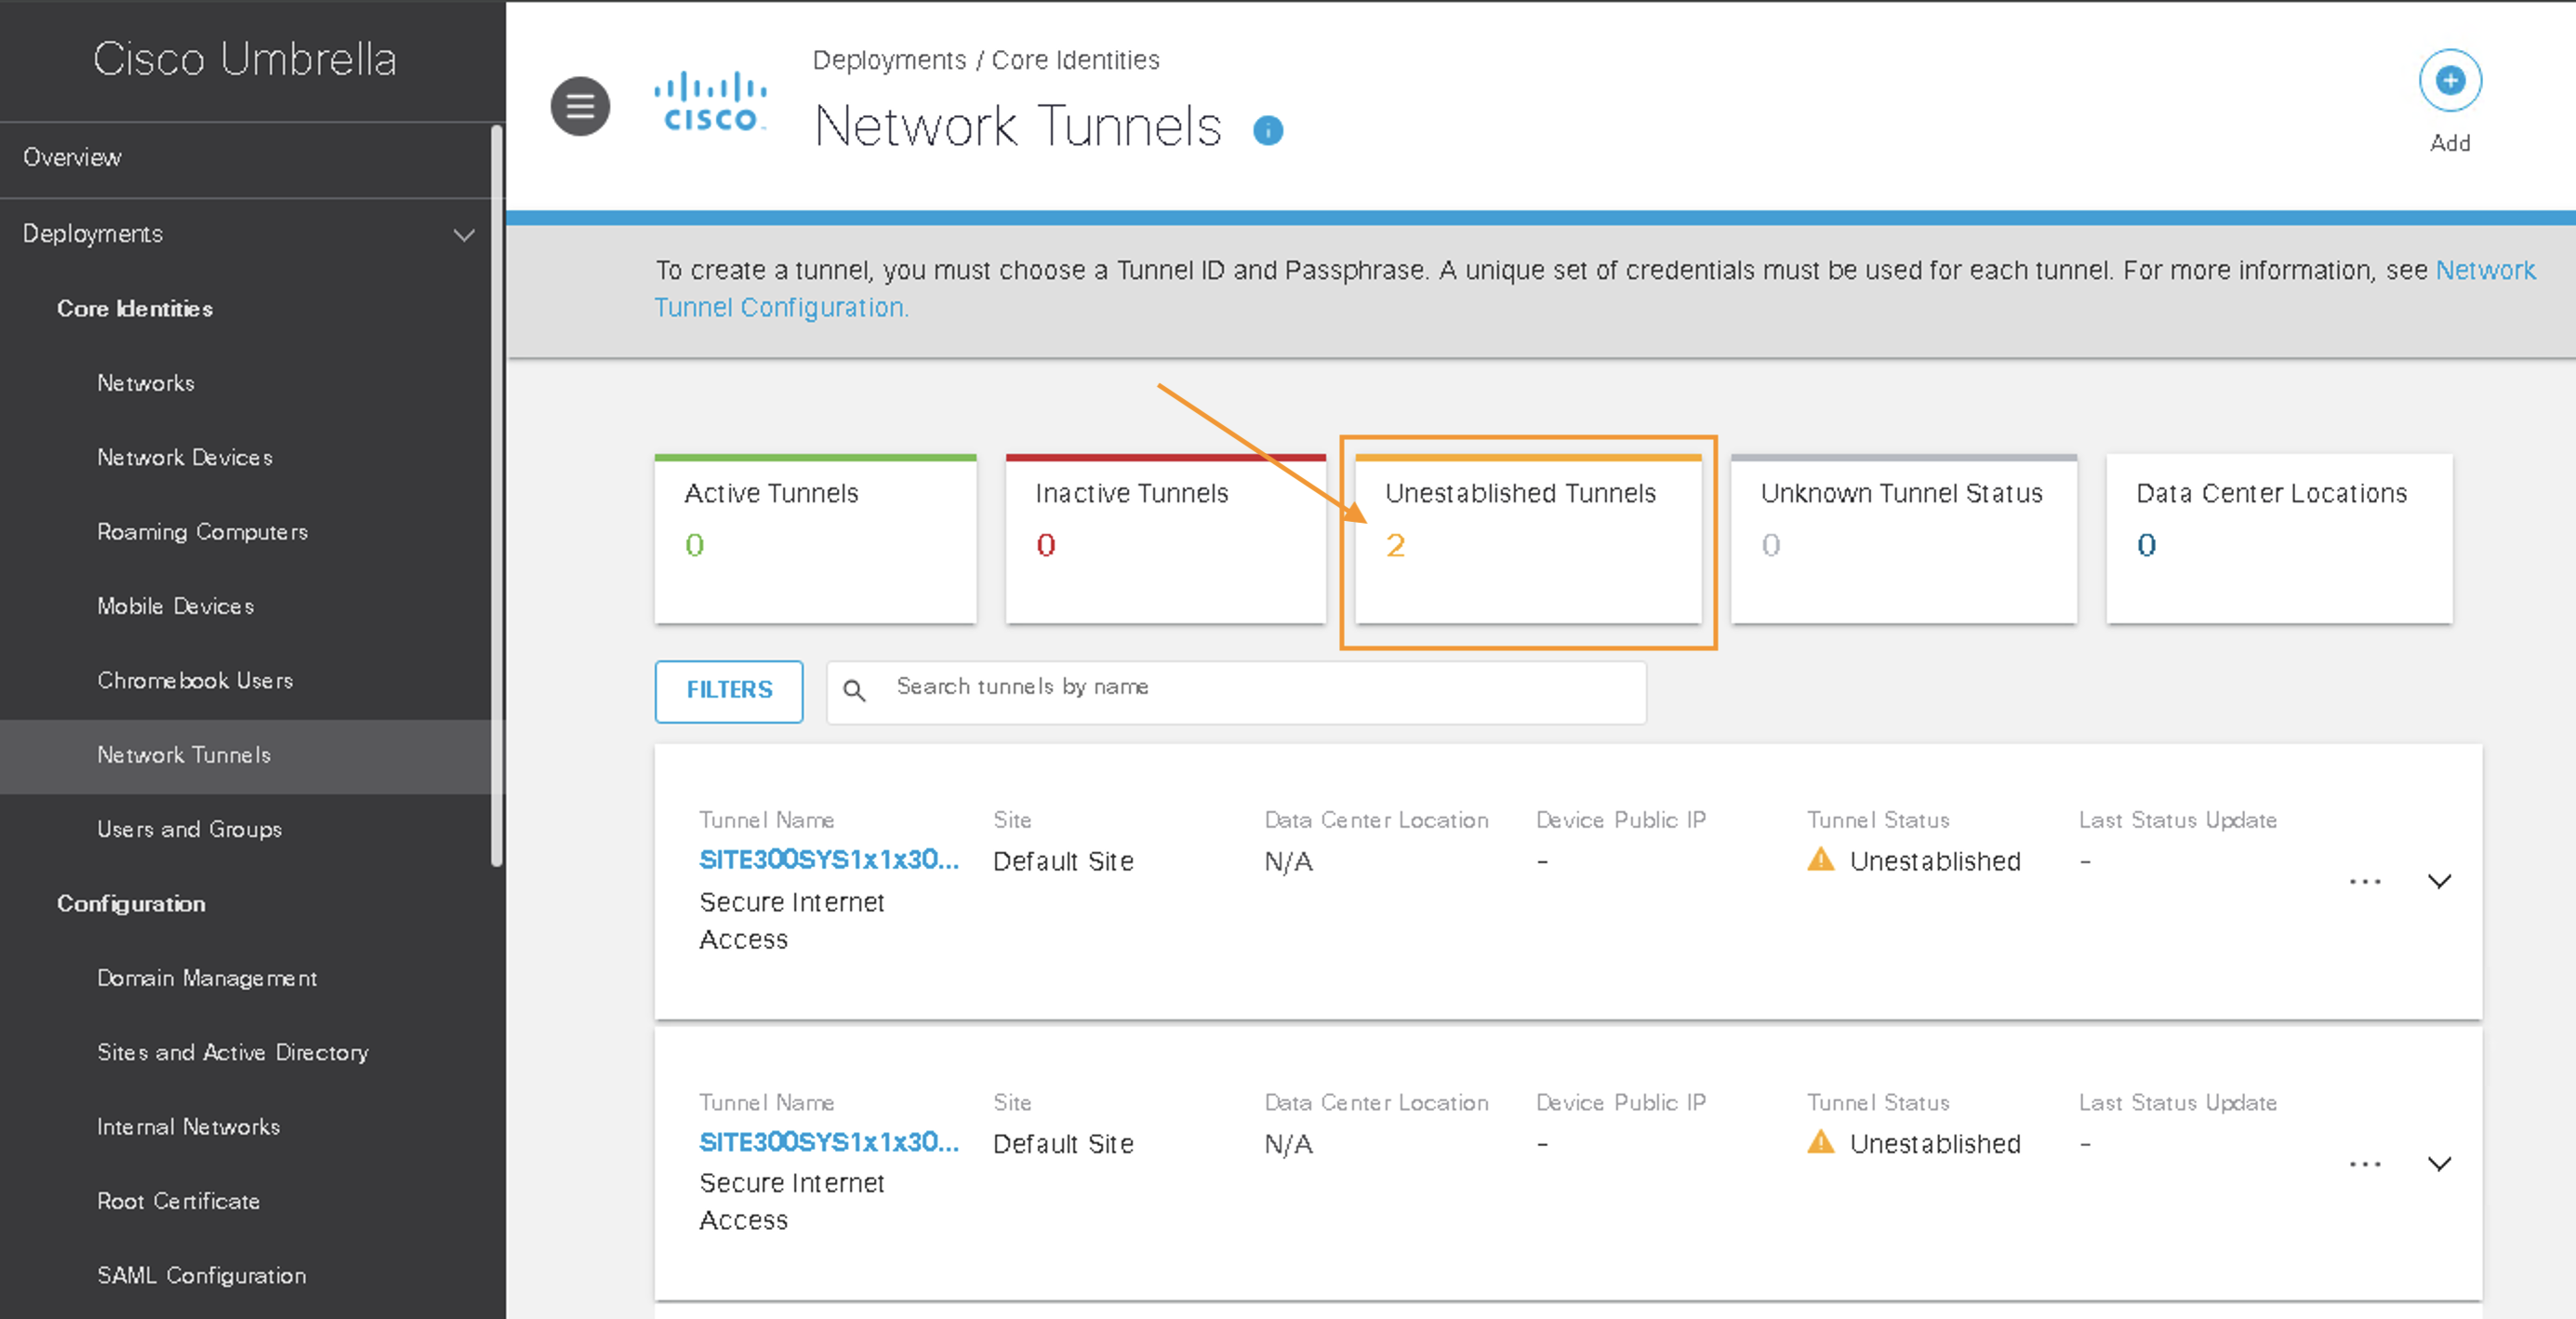 Cisco Umbrella
Overview
Deployments
Core Identities
Networks
Network Devices
Roaming Computers
Mobile Devices
Chromebook Users
Network Tunnels
Users and Groups
Configuration
Domain Management
Sites and Active Directory
Internal Networks
Root Certificate
SAML Configuration
CISCO
Deployments / Core Identities
Network Tunnels
Add
To create a tunnel, you must choose a Tunnel ID and Passphrase. A unique set of credentials must be used for each tunnel. For more information, see Network
Tunnel Configuration.
Active Tunnels
0
Inactive Tunnels
0
Unestablished Tunnels
2
Unknown Tunnel Status
0
Data Center Locations
0
FILTERS
Search tunnels by name
Tunnel Name Site Data Center Location Device Public IP Tunnel Status Last Status Update
SITE300SYS1x1x30... Default Site N/A - Unestablished -
Secure Internet
Access
Tunnel Name Site Data Center Location Device Public IP Tunnel Status Last Status Update
SITE300SYS1x1x30... Default Site N/A - Unestablished -
Secure Internet
Access